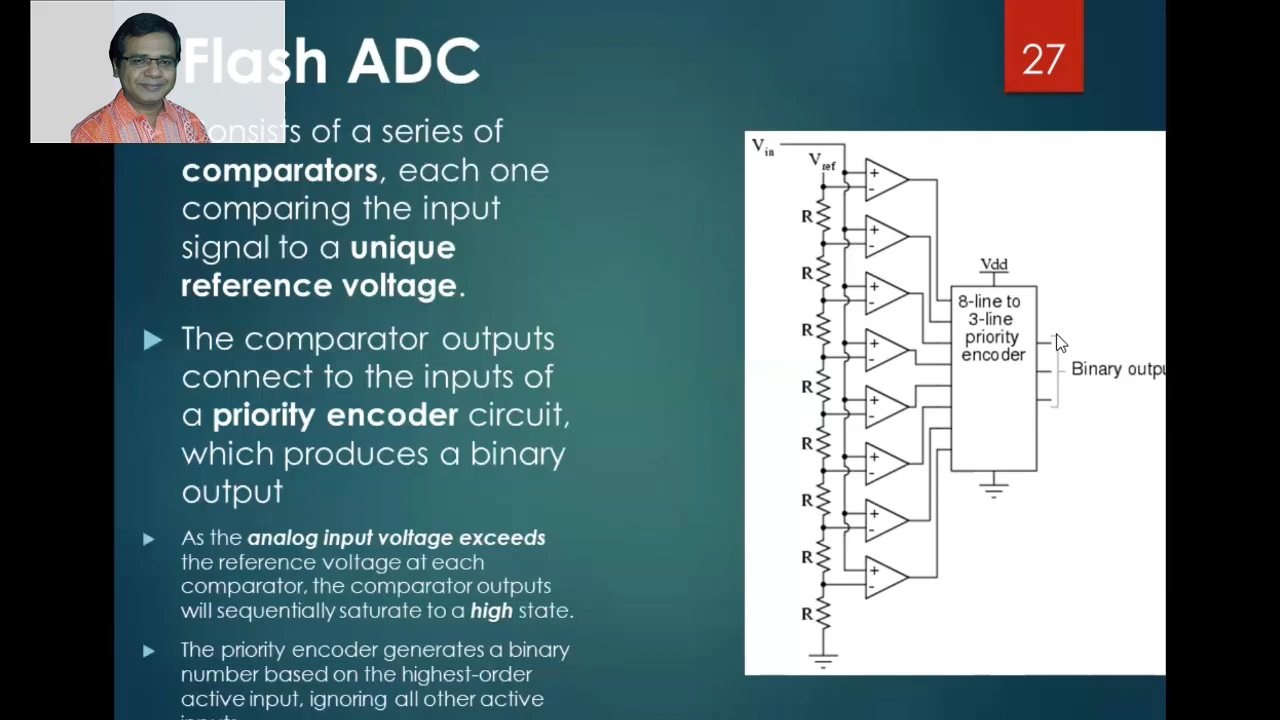 Flash ADC
27
onsists of a series of
comparators, each one
comparing the input
signal to a unique
reference voltage.
The comparator outputs
connect to the inputs of
a priority encoder circuit,
which produces a binary
output
As the analog input voltage exceeds
the reference voltage at each
comparator, the comparator outputs
will sequentially saturate to a high state.
The priority encoder generates a binary
number based on the highest-order
active input, ignoring all other active
Vin
Vref
+
-
R
+
-
R
+
-
R
+
-
R
+
-
R
+
-
R
+
-
R
+
-
R
Vdd
8-line to
3-line
priority
encoder
Binary outpu